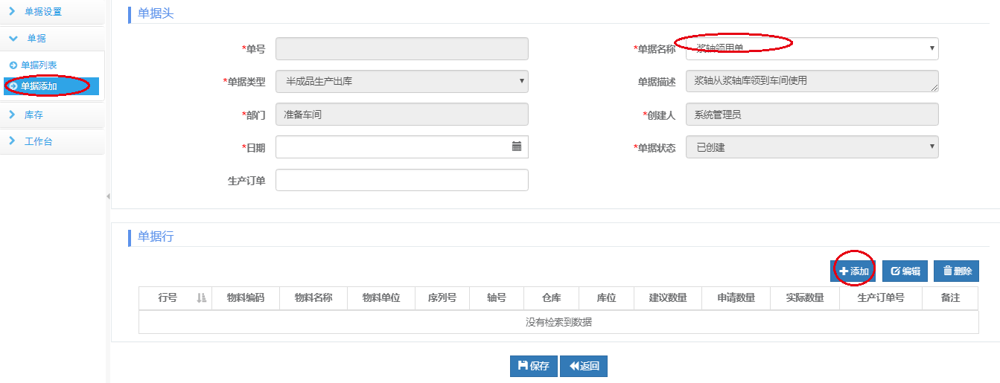 单据设置
单据
单据列表
单据添加
库存
工作台
单据头
*单号
*单据名称 浆轴领用单
*单据类型 半成品生产出库 单据描述 浆轴从浆轴库领到车间使用
*部门 准备车间 *创建人 系统管理员
*日期 *单据状态 已创建
生产订单
单据行
添加 编辑 删除
行号 物料编码 物料名称 物料单位 序列号 轴号 仓库 库位 建议数量 申请数量 实际数量 生产订单号 备注
没有检索到数据
保存 返回